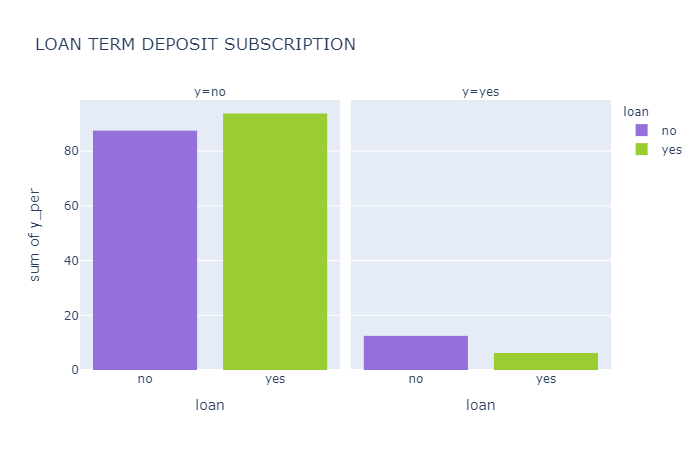 LOAN TERM DEPOSIT SUBSCRIPTION
y=no
y=yes
loan
no
yes
sum of y_per
80
60
40
20
0
no
yes
no
yes
loan
loan